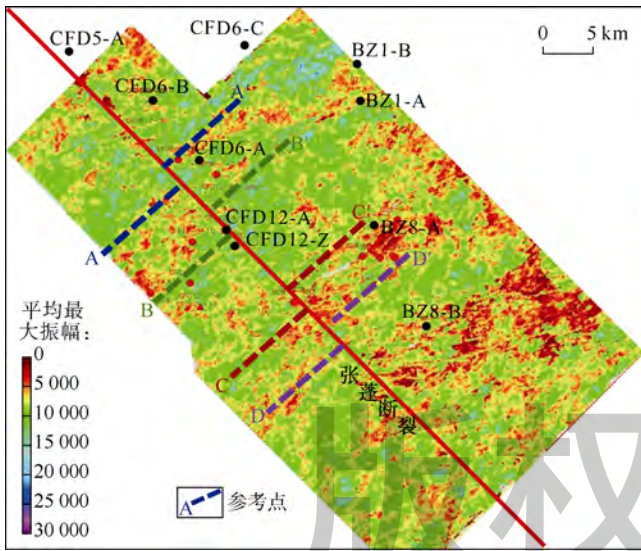 CFD5-A
CFD6-C
0 5 km
BZ1-B
CFD6-B
A'
BZ1-A
B'
CFD6-A
C'
BZ8-A
CFD12-A
CFD12-Z
D'
A
B
BZ8-B
平均最
大振幅:
0
5 000
10 000
15 000
20 000
25 000
30 000
C
D
张蓬断裂
A 参考点
版权